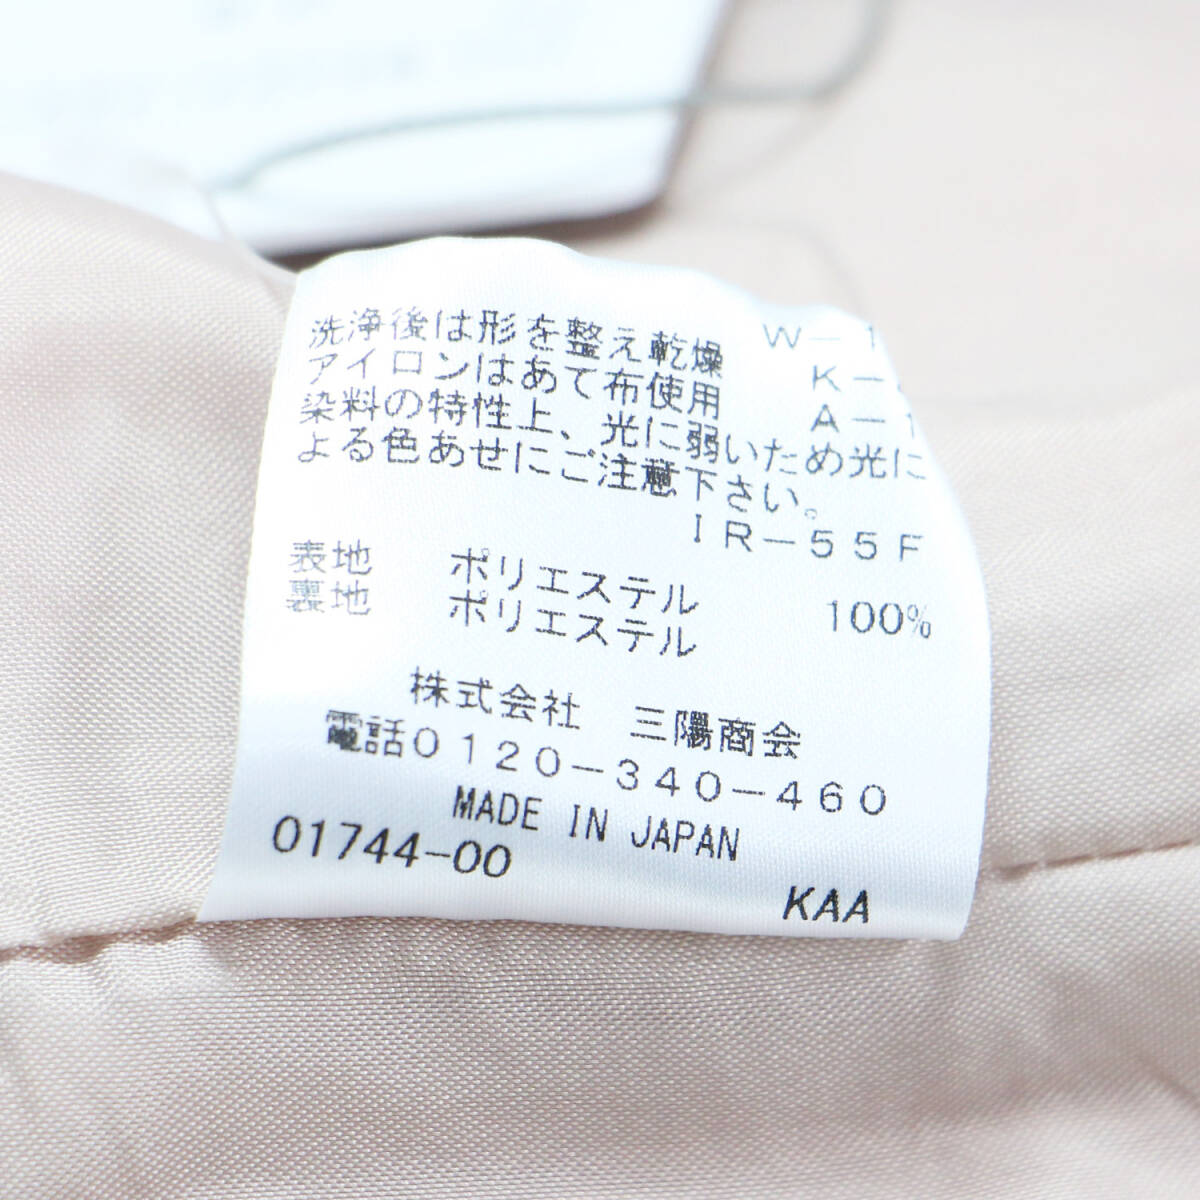 洗浄後は形を整え乾燥 W－1
アイロンはあて布使用 K－
染料の特性上、光に弱いため光に A－1
よる色あせにご注意下さい。
IR－55F
表地 ポリエステル 100%
裏地 ポリエステル
株式会社 三陽商会
電話0120－340－460
MADE IN JAPAN
01744-00
KAA